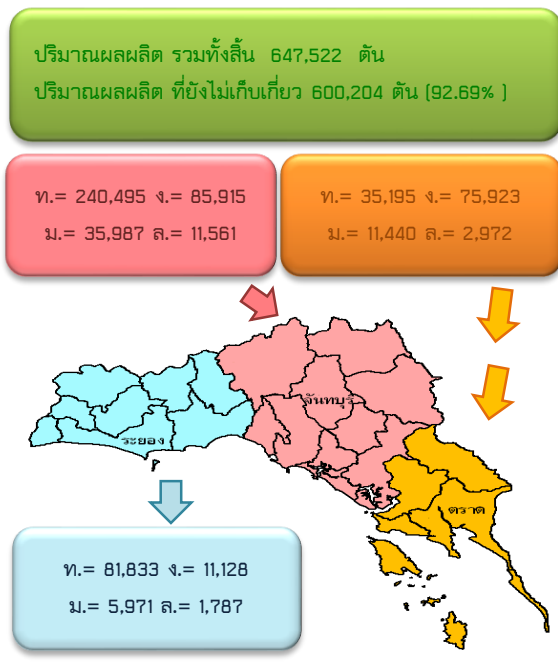 ปริมาณผลผลิต รวมทั้งสิ้น 647,522 ตัน
ปริมาณผลผลิต ที่ยังไม่เก็บเกี่ยว 600,204 ตัน (92.69% )
ท.= 240,495 ง.= 85,915
ม.= 35,987 ล.= 11,561
ท.= 35,195 ง.= 75,923
ม.= 11,440 ล.= 2,972
จันทบุรี
ระยอง
ตราด
ท.= 81,833 ง.= 11,128
ม.= 5,971 ล.= 1,787